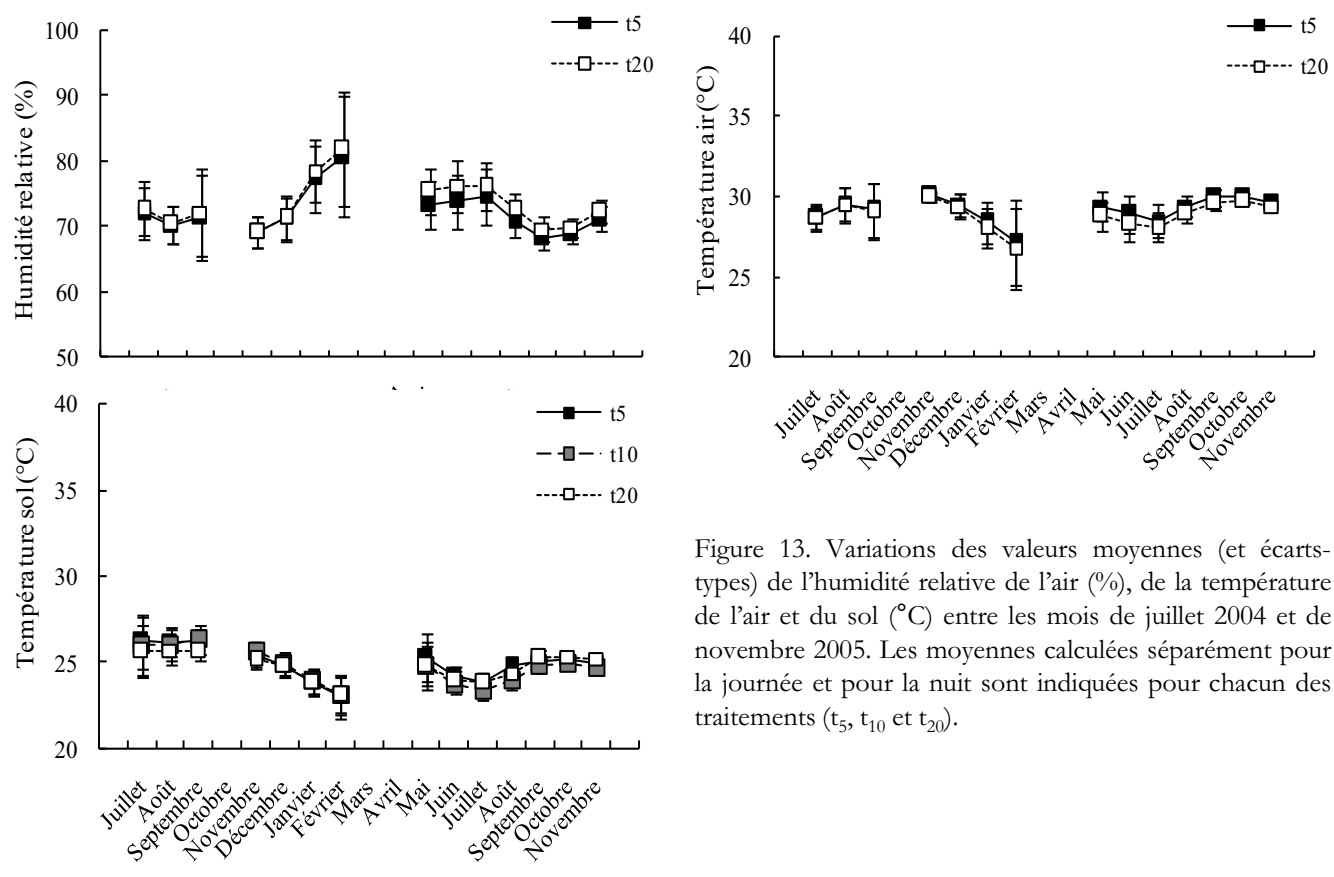 100
90
80
70
60
50
Humidité relative (%)
t5
t20
40
35
30
25
20
Température air (°C)
t5
t20
Juillet
Août
Septembre
Octobre
Novembre
Décembre
Janvier
Février
Mars
Avril
Mai
Juin
Juillet
Août
Septembre
Octobre
Novembre
40
35
30
25
20
Température sol (°C)
t5
t10
t20
Juillet
Août
Septembre
Octobre
Novembre
Décembre
Janvier
Février
Mars
Avril
Mai
Juin
Juillet
Août
Septembre
Octobre
Novembre
Figure 13. Variations des valeurs moyennes (et écarts-
types) de l'humidité relative de l'air (%), de la température
de l'air et du sol (°C) entre les mois de juillet 2004 et de
novembre 2005. Les moyennes calculées séparément pour
la journée et pour la nuit sont indiquées pour chacun des
traitements (t5, t10 et t20).